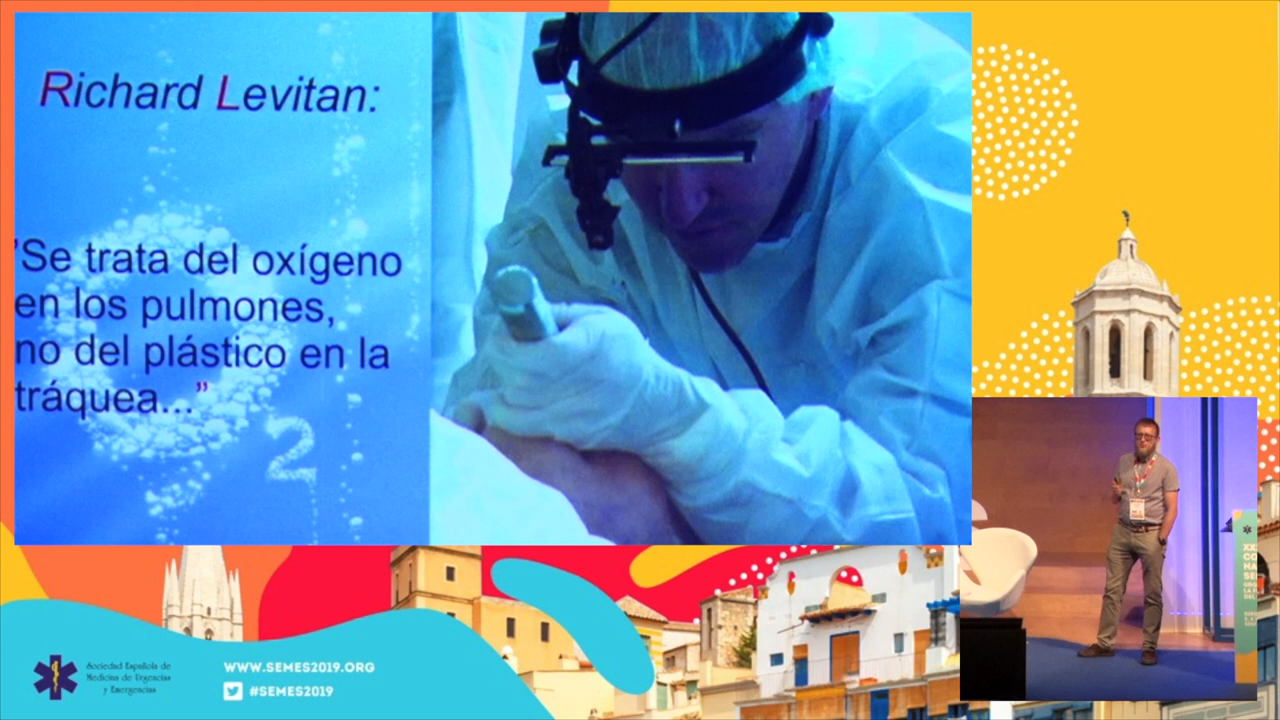 Richard Levitan:
"Se trata del oxígeno
en los pulmones,
no del plástico en la
tráquea..."
2
Sociedad Española de
Medicina de Urgencias
y Emergencias
WWW.SEMES2019.ORG
#SEMES2019